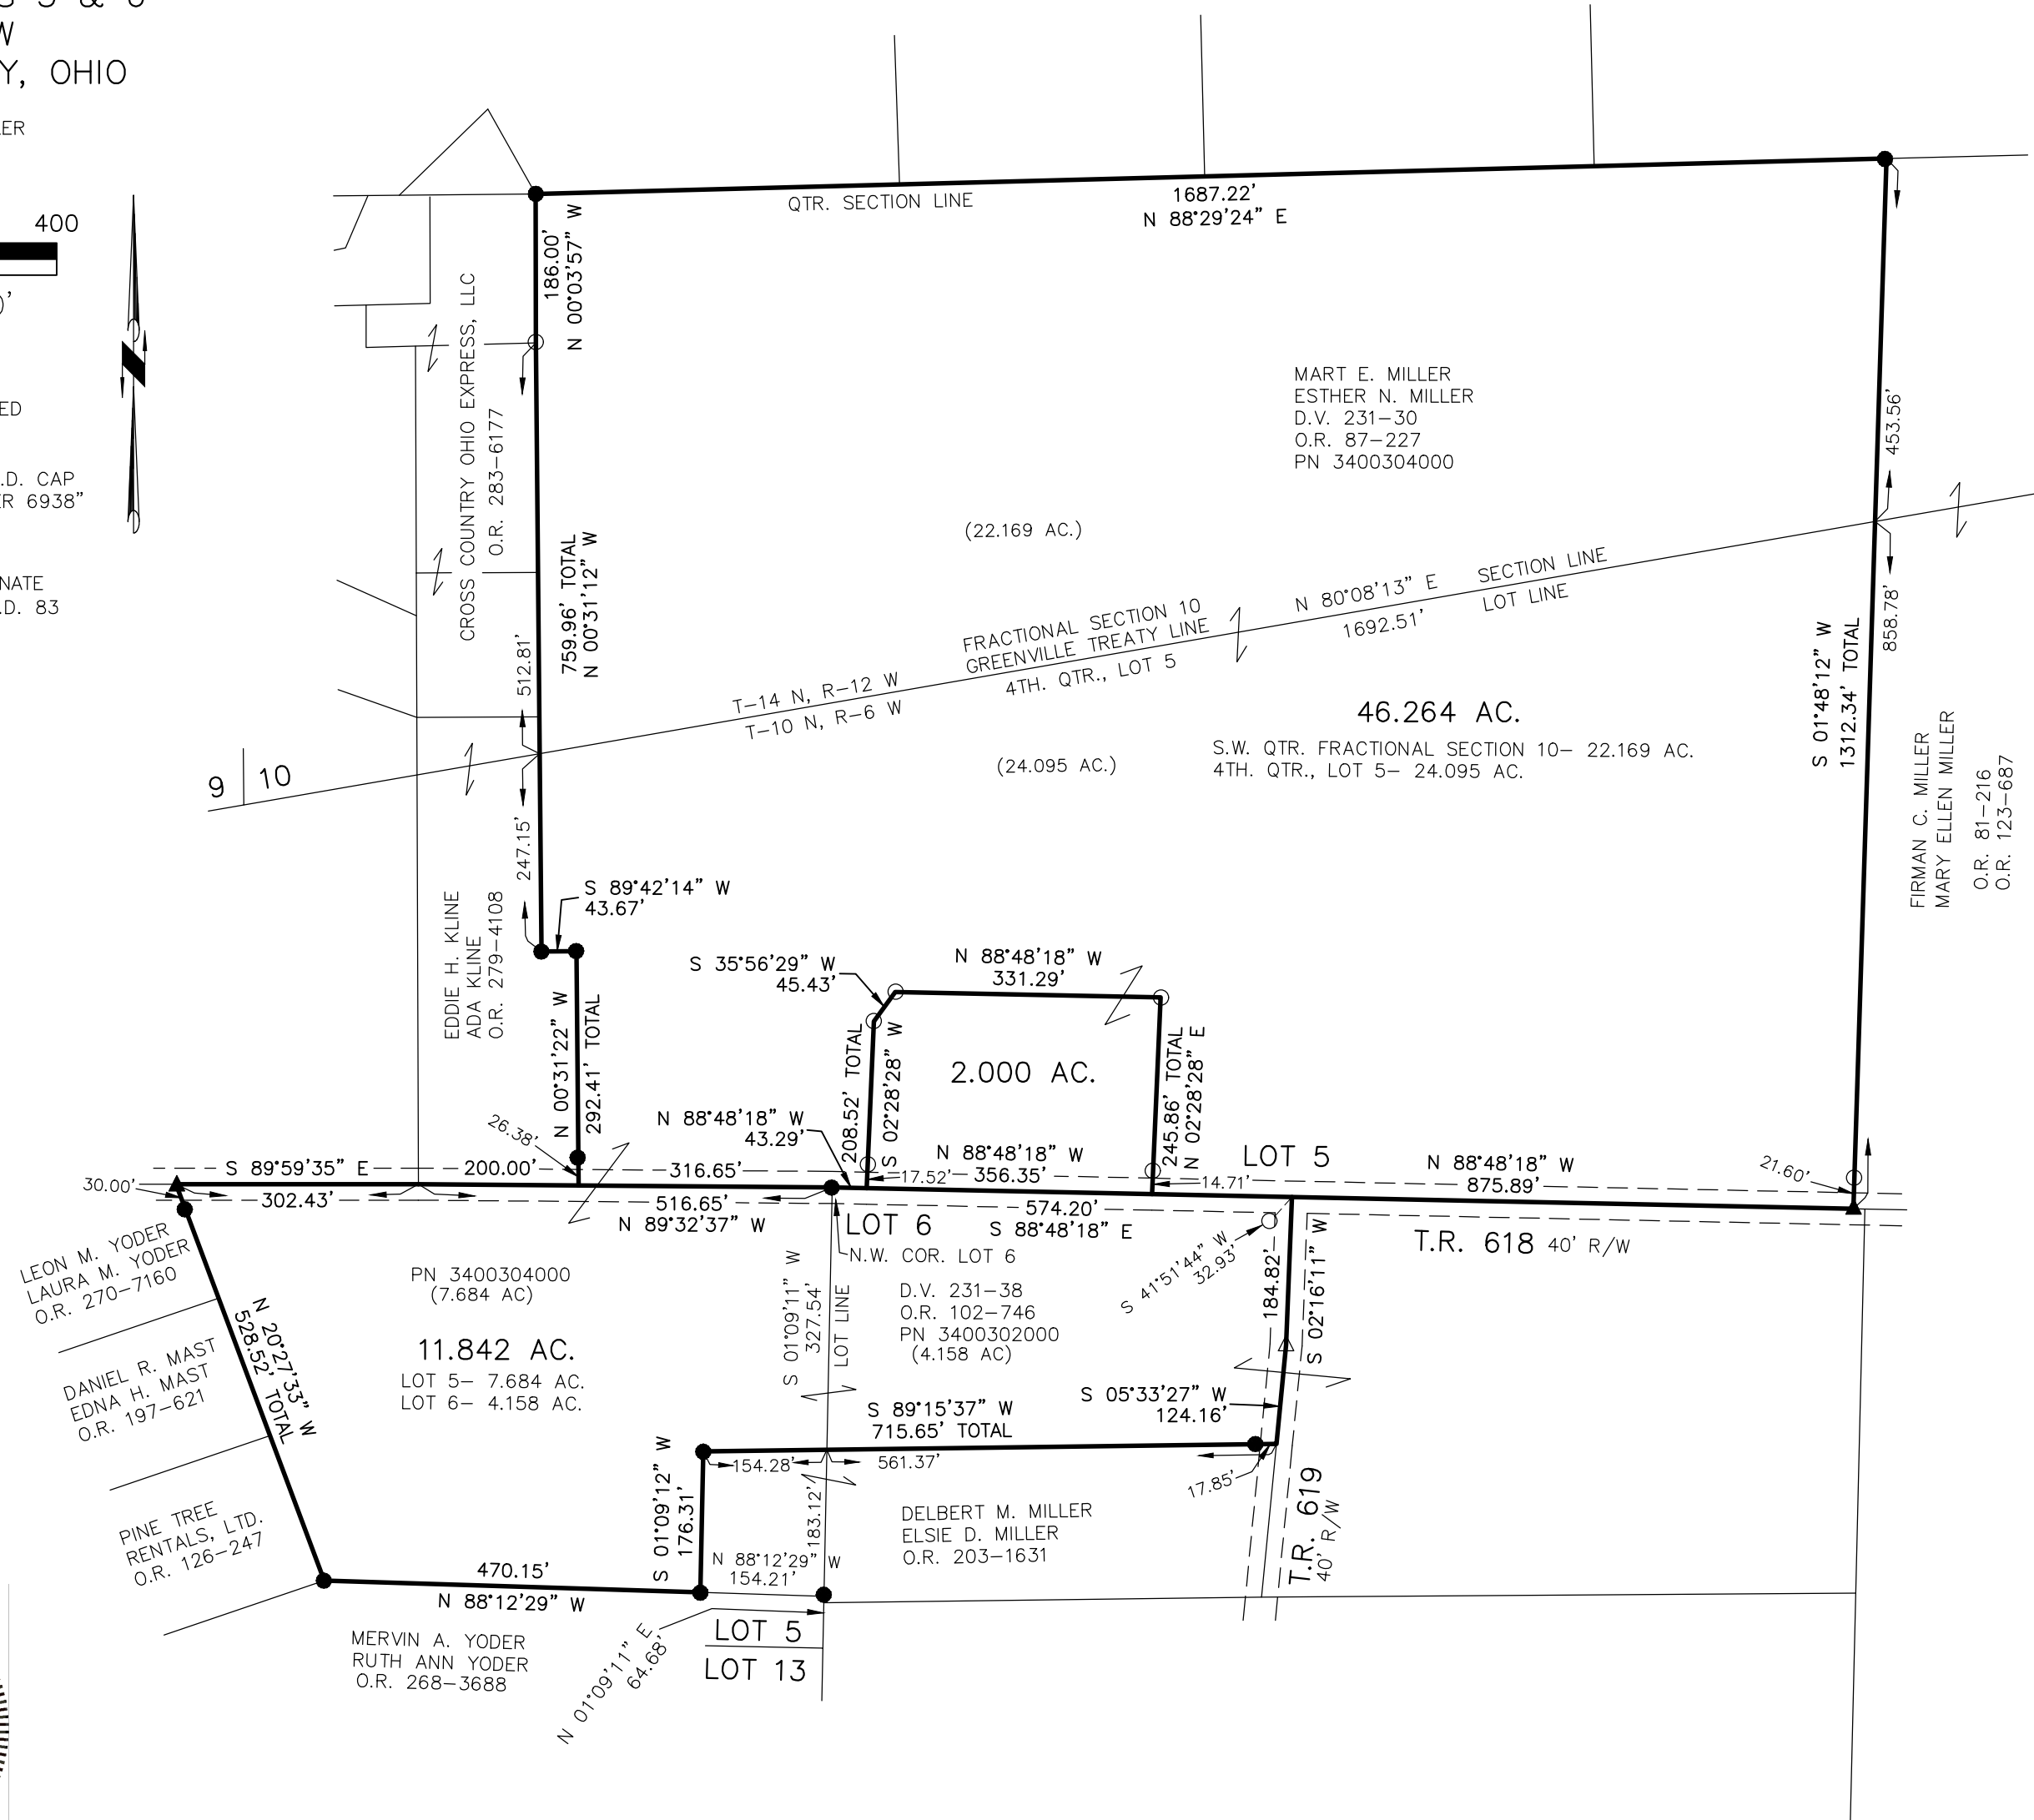 W
Y, OHIO
400
QTR. SECTION LINE
1687.22'
N 88°29'24" E
186.00'
N 00°03'57" W
CROSS COUNTRY OHIO EXPRESS, LLC
O.R. 283-6177
MART E. MILLER
ESTHER N. MILLER
D.V. 231-30
O.R. 87-227
PN 3400304000
453.56'
.D. CAP
ER 6938"
.D. 83
(22.169 AC.)
759.96' TOTAL
N 00°31'12" W
512.81'
FRACTIONAL SECTION 10
GREENVILLE TREATY LINE
4TH. QTR., LOT 5
N 80°08'13" E
1692.51'
SECTION LINE
LOT LINE
T-14 N, R-12 W
T-10 N, R-6 W
858.78'
S 01°48'12" W
1312.34' TOTAL
46.264 AC.
S.W. QTR. FRACTIONAL SECTION 10- 22.169 AC.
4TH. QTR., LOT 5- 24.095 AC.
(24.095 AC.)
9
10
FIRMAN C. MILLER
MARY ELLEN MILLER
O.R. 81-216
O.R. 123-687
247.15'
S 89°42'14" W
43.67'
EDDIE H. KLINE
ADA KLINE
O.R. 279-4108
N 00°31'22" W
292.41' TOTAL
S 35°56'29" W
45.43'
N 88°48'18" W
331.29'
208.52' TOTAL
S 02°28'28" W
2.000 AC.
245.86' TOTAL
N 02°28'28" E
26.38'
N 88°48'18" W
43.29'
N 88°48'18" W
356.35'
17.52'
14.71'
LOT 5
N 88°48'18" W
875.89'
21.60'
S 89°59'35" E
200.00'
316.65'
30.00'
302.43'
516.65'
N 89°32'37" W
LOT 6
574.20'
S 88°48'18" E
N.W. COR. LOT 6
T.R. 618 40' R/W
S 41°51'44" W
32.93'
184.82'
S 02°16'11" W
LEON M. YODER
LAURA M. YODER
O.R. 270-7160
PN 3400304000
(7.684 AC)
S 01°09'11" W
327.54'
LOT LINE
D.V. 231-38
O.R. 102-746
PN 3400302000
(4.158 AC)
N 20°27'33" W
528.52' TOTAL
11.842 AC.
LOT 5- 7.684 AC.
LOT 6- 4.158 AC.
DANIEL R. MAST
EDNA H. MAST
O.R. 197-621
S 05°33'27" W
124.16'
S 89°15'37" W
715.65' TOTAL
154.28'
561.37'
17.85'
S 01°09'12" W
176.31'
183.12'
DELBERT M. MILLER
ELSIE D. MILLER
O.R. 203-1631
T.R. 619
40' R/W
PINE TREE
RENTALS, LTD.
O.R. 126-247
470.15'
N 88°12'29" W
N 88°12'29" W
154.21'
N 01°09'11" E
64.68'
LOT 5
LOT 13
MERVIN A. YODER
RUTH ANN YODER
O.R. 268-3688